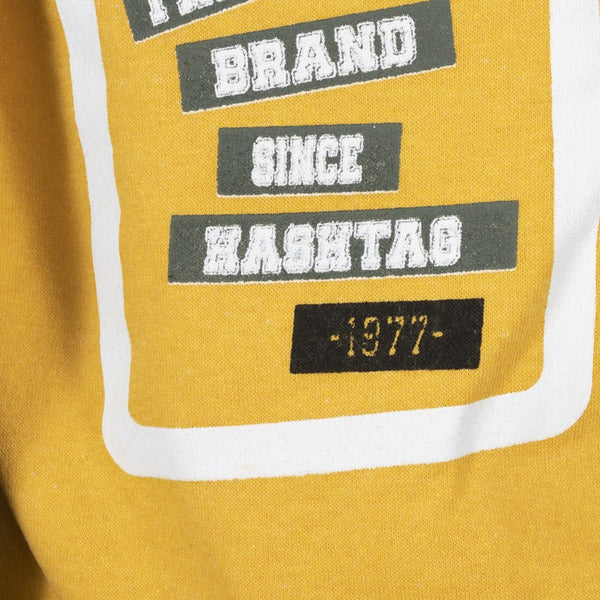 BRAND
SINCE
HASHTAG
-1977-